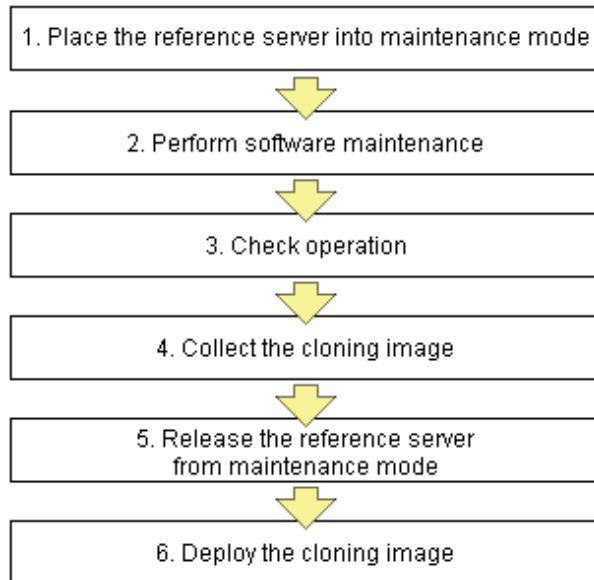 1. Place the reference server into maintenance mode
2. Perform software maintenance
3. Check operation
4. Collect the cloning image
5. Release the reference server
from maintenance mode
6. Deploy the cloning image